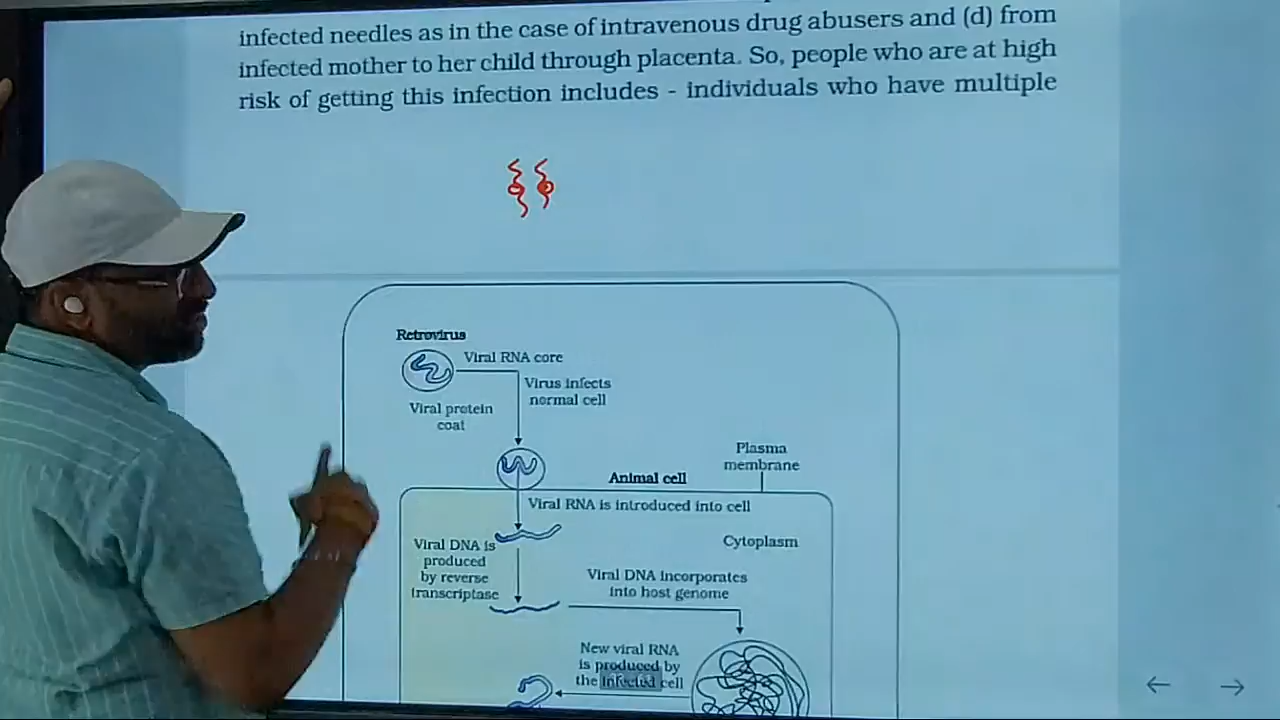 infected needles as in the case of intravenous drug abusers and (d) from
infected mother to her child through placenta. So, people who are at high
risk of getting this infection includes - individuals who have multiple
Retrovirus
Viral RNA core
Virus infects
normal cell
Viral protein
coat
Plasma
membrane
Animal cell
Viral RNA is introduced into cell
Cytoplasm
Viral DNA is
produced
by reverse
transcriptase
Viral DNA incorporates
into host genome
New viral RNA
is produced by
the infected cell